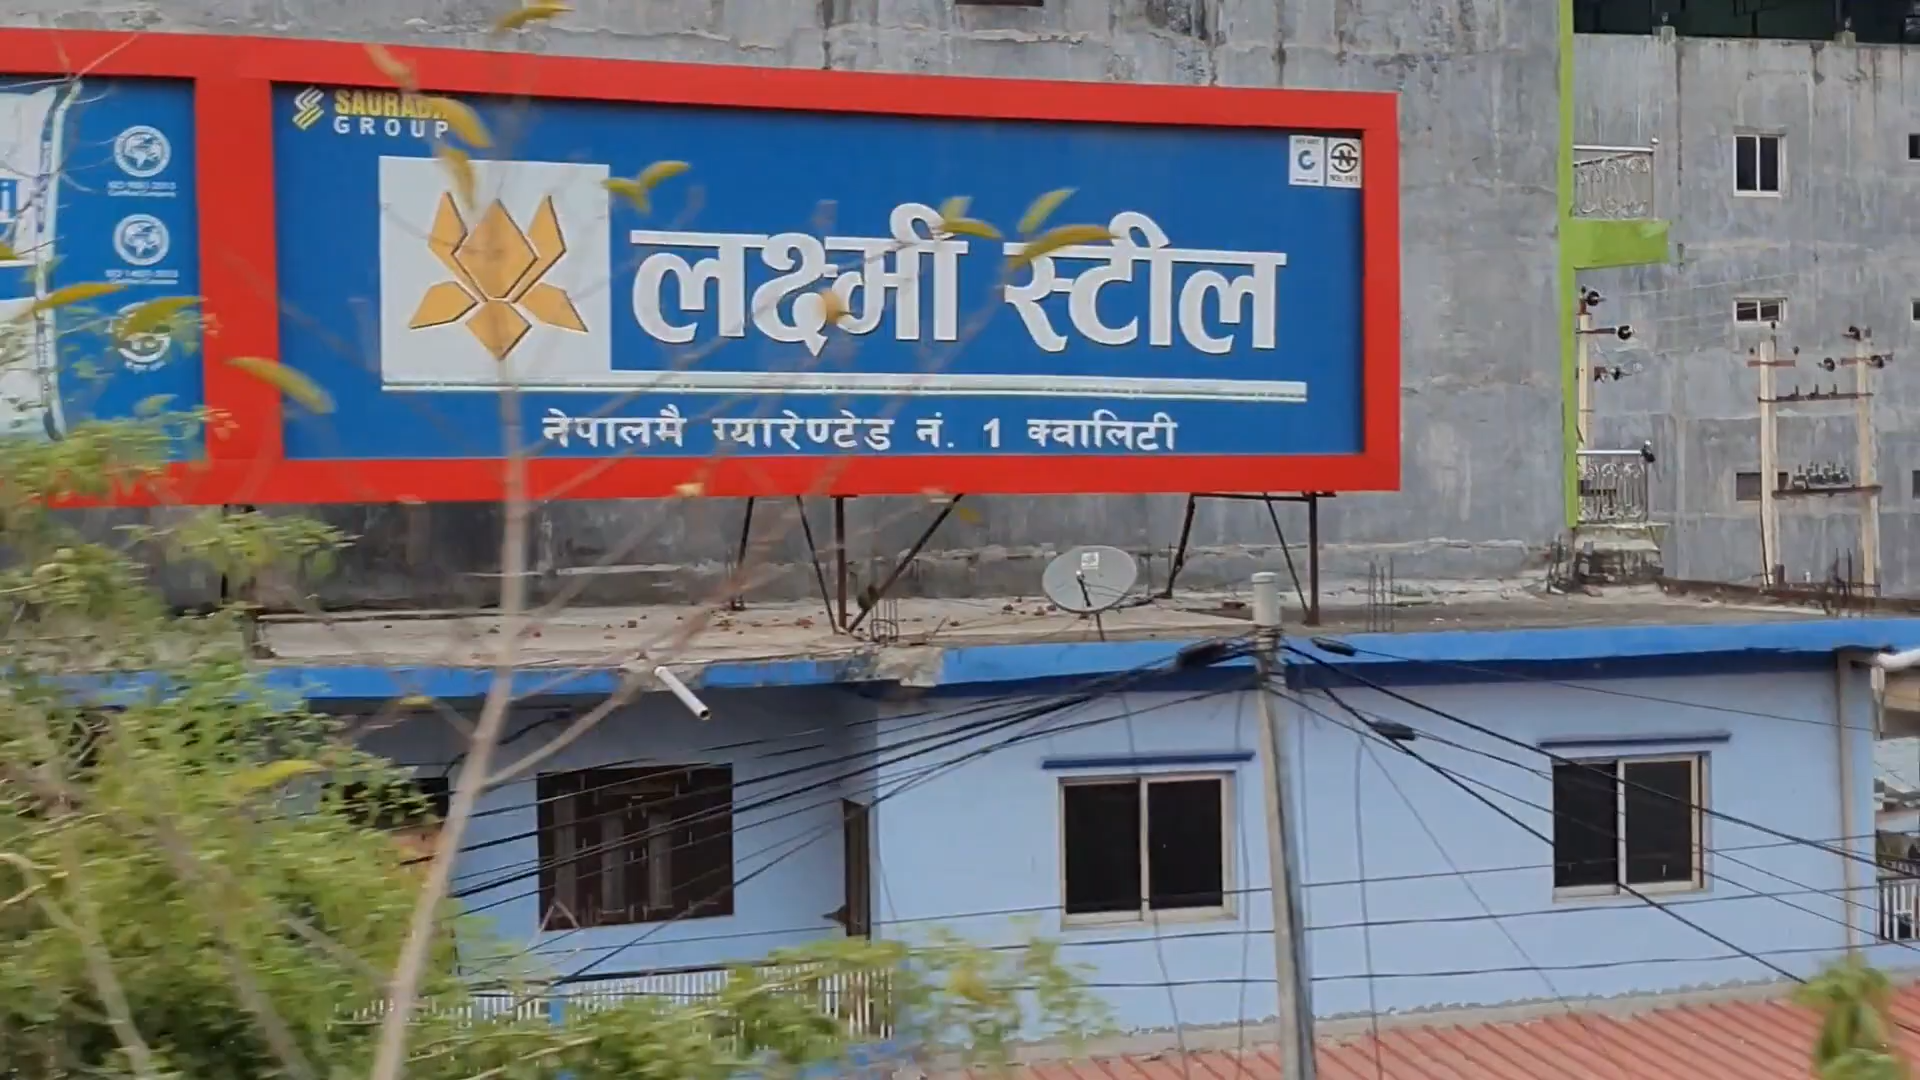 SAURABH
GROUP
लक्ष्मी स्टील
नेपालमै ग्यारेण्टेड नं. 1 क्वालिटी